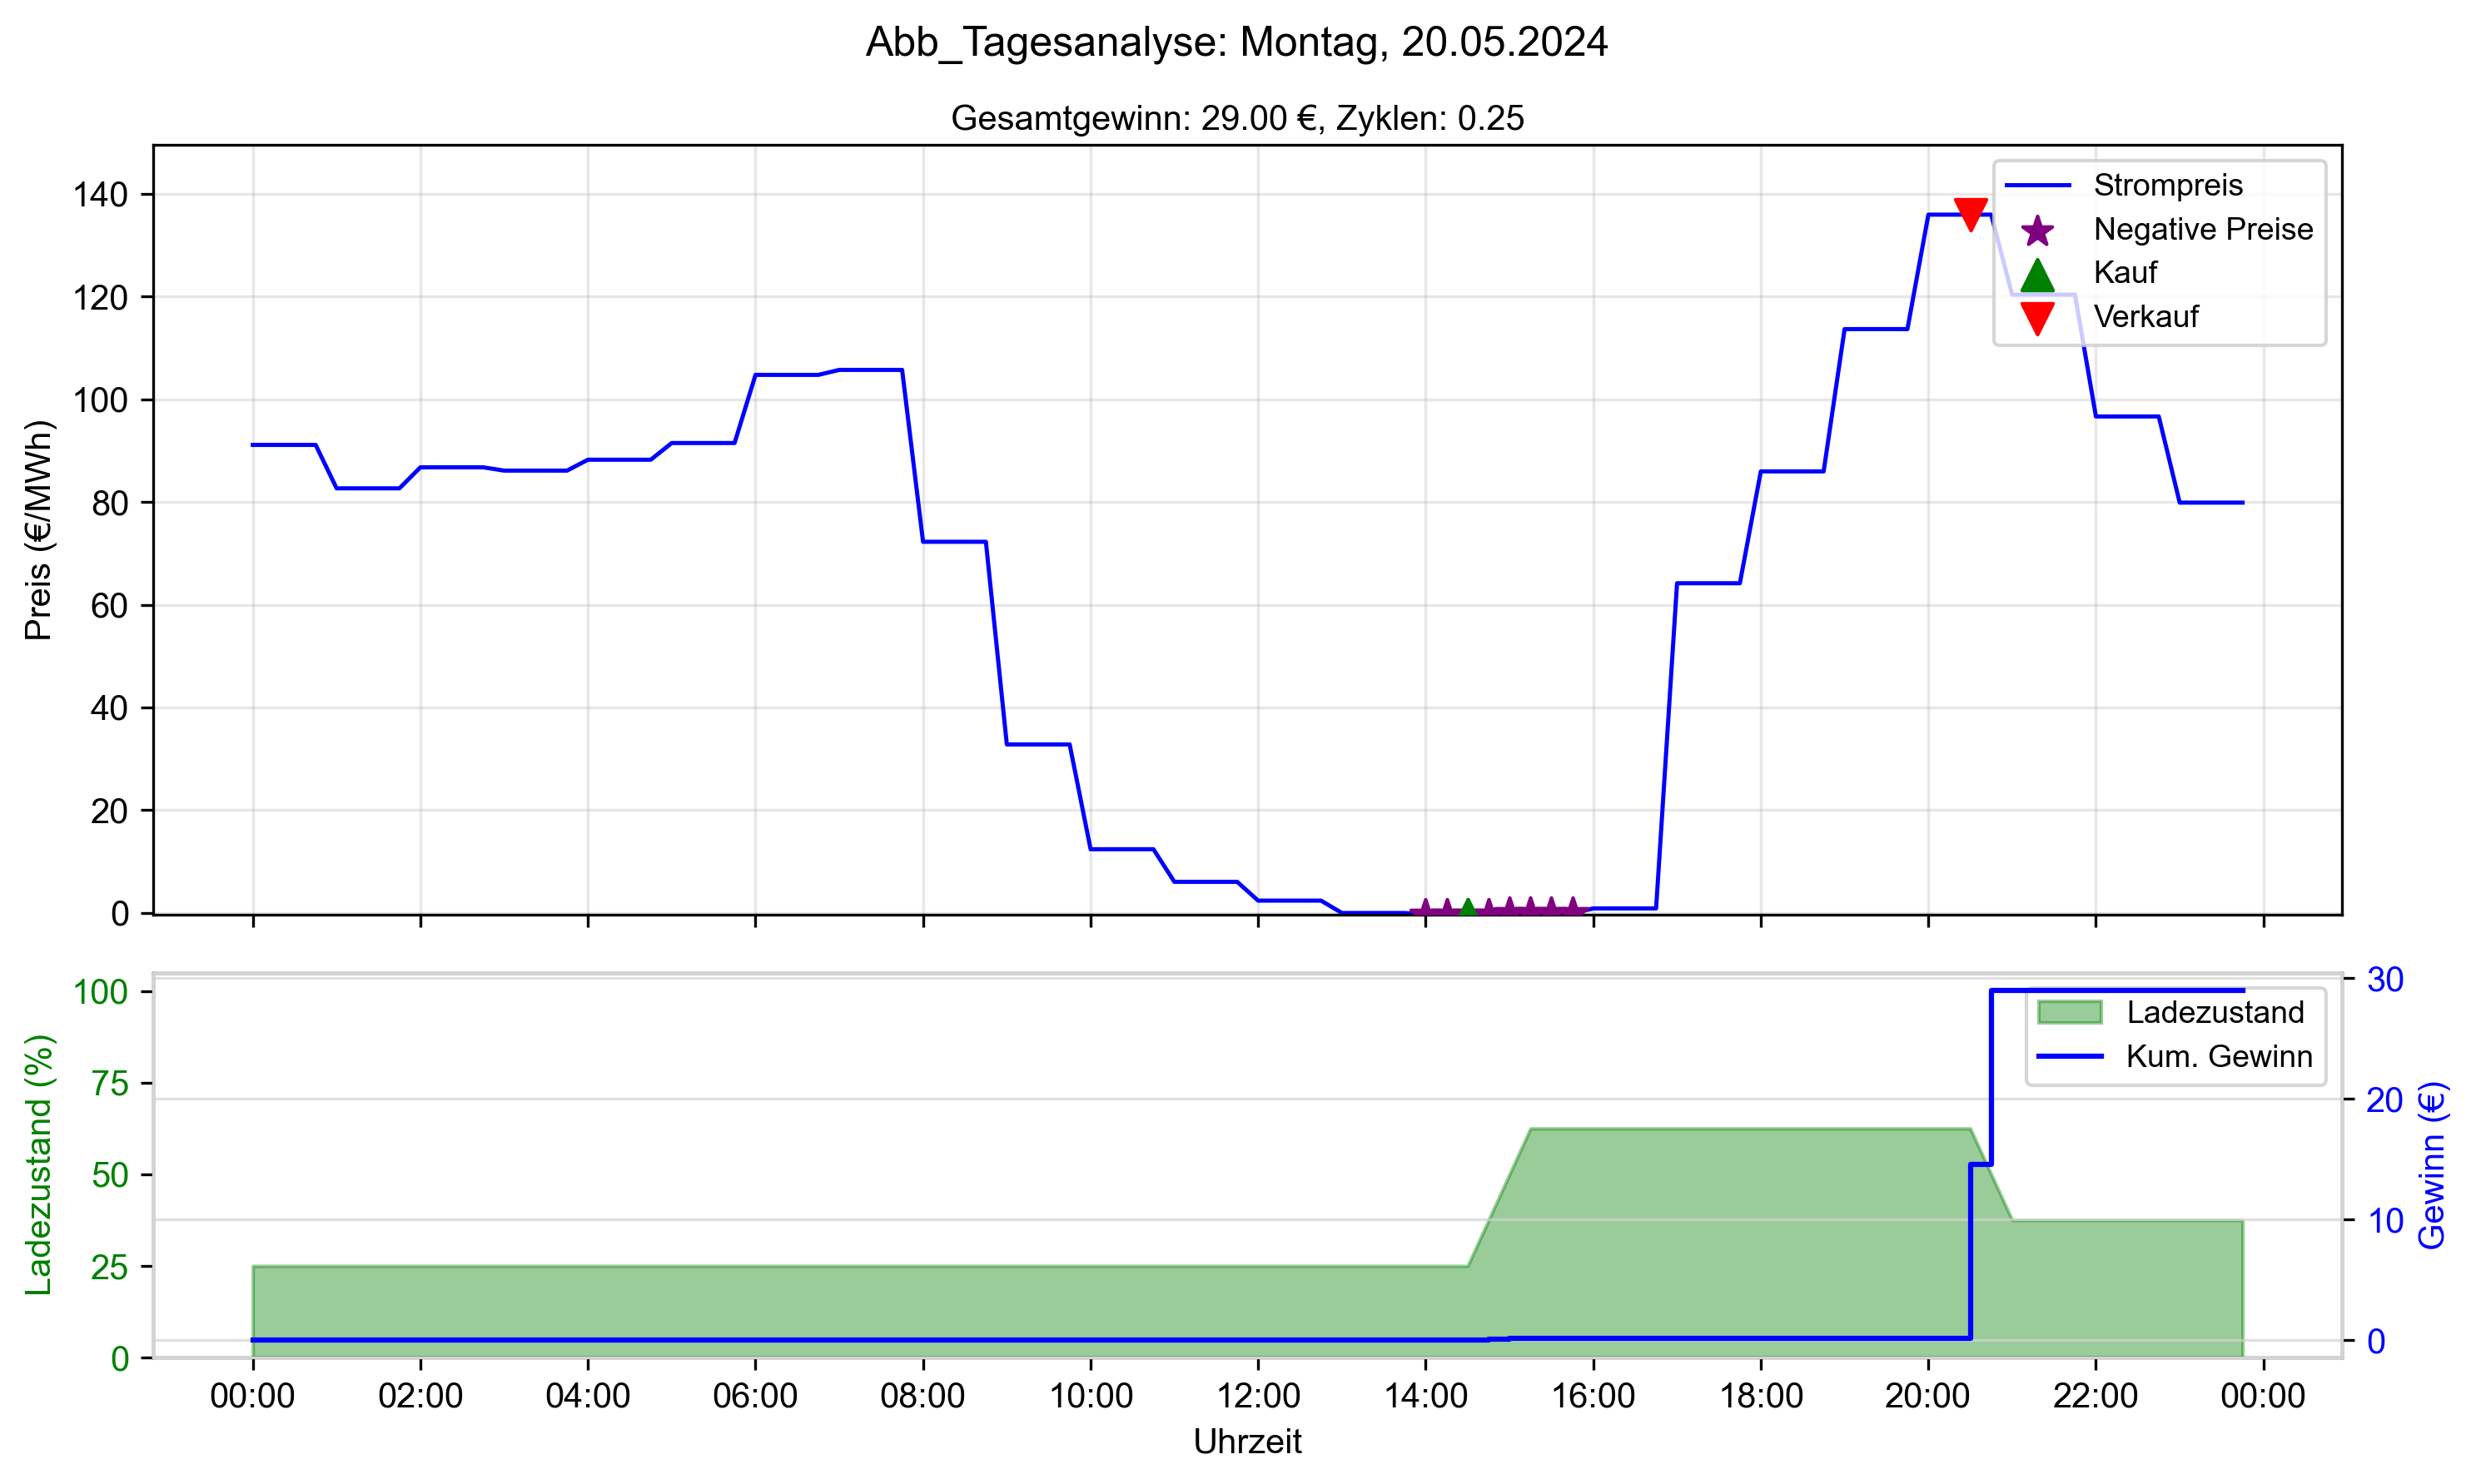 Abb_Tagesanalyse: Montag, 20.05.2024
Gesamtgewinn: 29.00 €, Zyklen: 0.25
Preis (€/MWh)
140
120
100
80
60
40
20
0
Strompreis
Negative Preise
Kauf
Verkauf
Ladezustand (%)
100
75
50
25
0
Ladezustand
Kum. Gewinn
30
20
10
0
Gewinn (€)
00:00 02:00 04:00 06:00 08:00 10:00 12:00 14:00 16:00 18:00 20:00 22:00 00:00
Uhrzeit